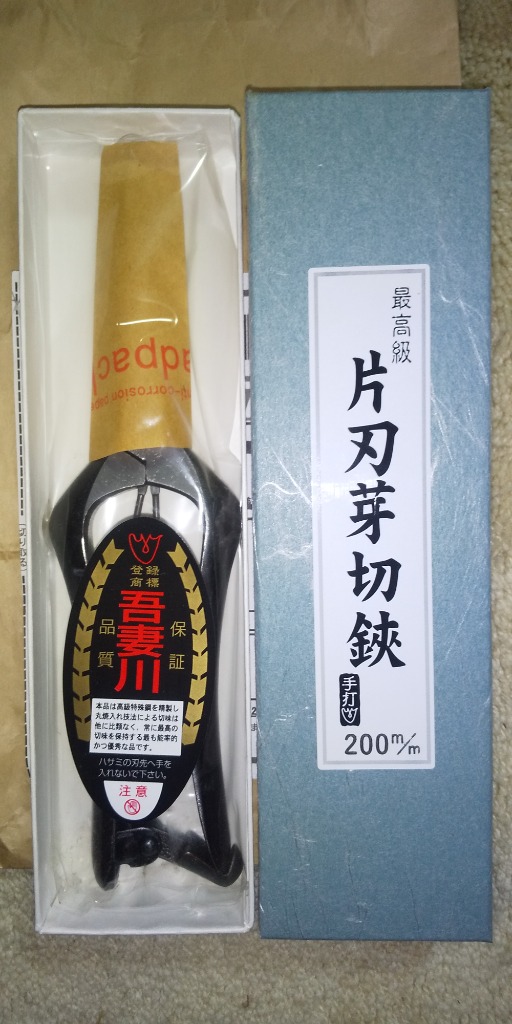 adpac
ti-corrosion pape
登録
商標
吾妻川
品質
保証
本品は高級特殊鋼を精製し
丸焼入れ技法による切味は
他に比類なく、常に最高の
切味を保持する最も能率的
かつ優秀な品です。
ハサミの刃先へ手を
入れないで下さい。
注意
最高級
片刃芽切鋏
手打
200m/m